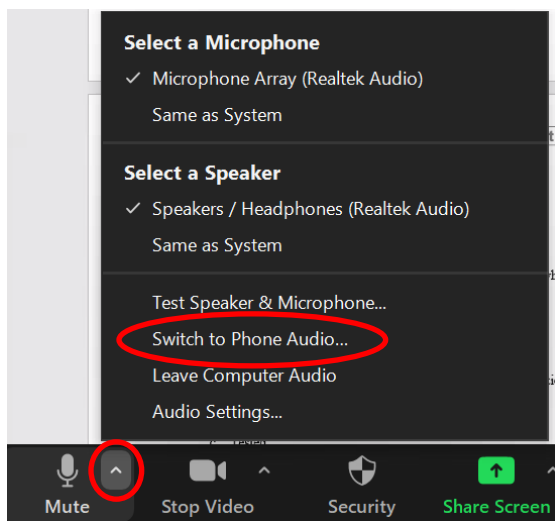 Select a Microphone
Microphone Array (Realtek Audio)
Same as System
Select a Speaker
Speakers / Headphones (Realtek Audio)
Same as System
Test Speaker & Microphone...
Switch to Phone Audio...
Leave Computer Audio
Audio Settings...
Mute
Stop Video
Security
Share Screen